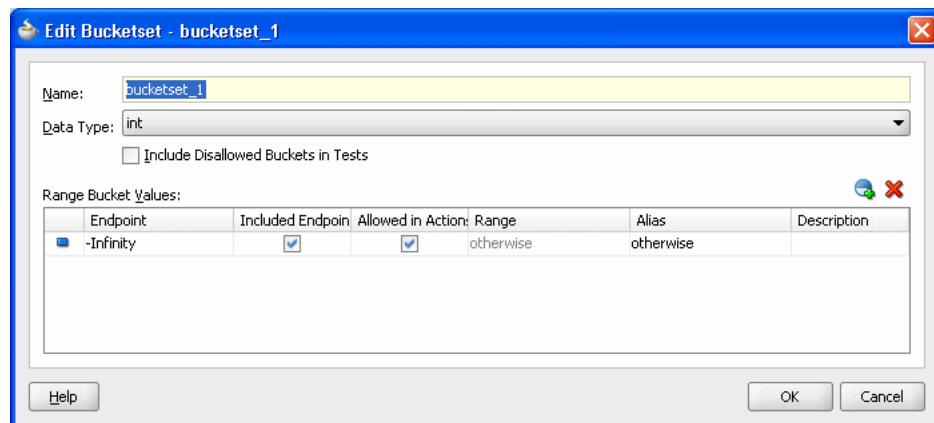 Edit Bucketset - bucketset_1
Name: bucketset_1
Data Type: int
Include Disallowed Buckets in Tests
Range Bucket Values:
Endpoint Included Endpoin Allowed in Action Range Alias Description
-Infinity otherwise otherwise
Help OK Cancel